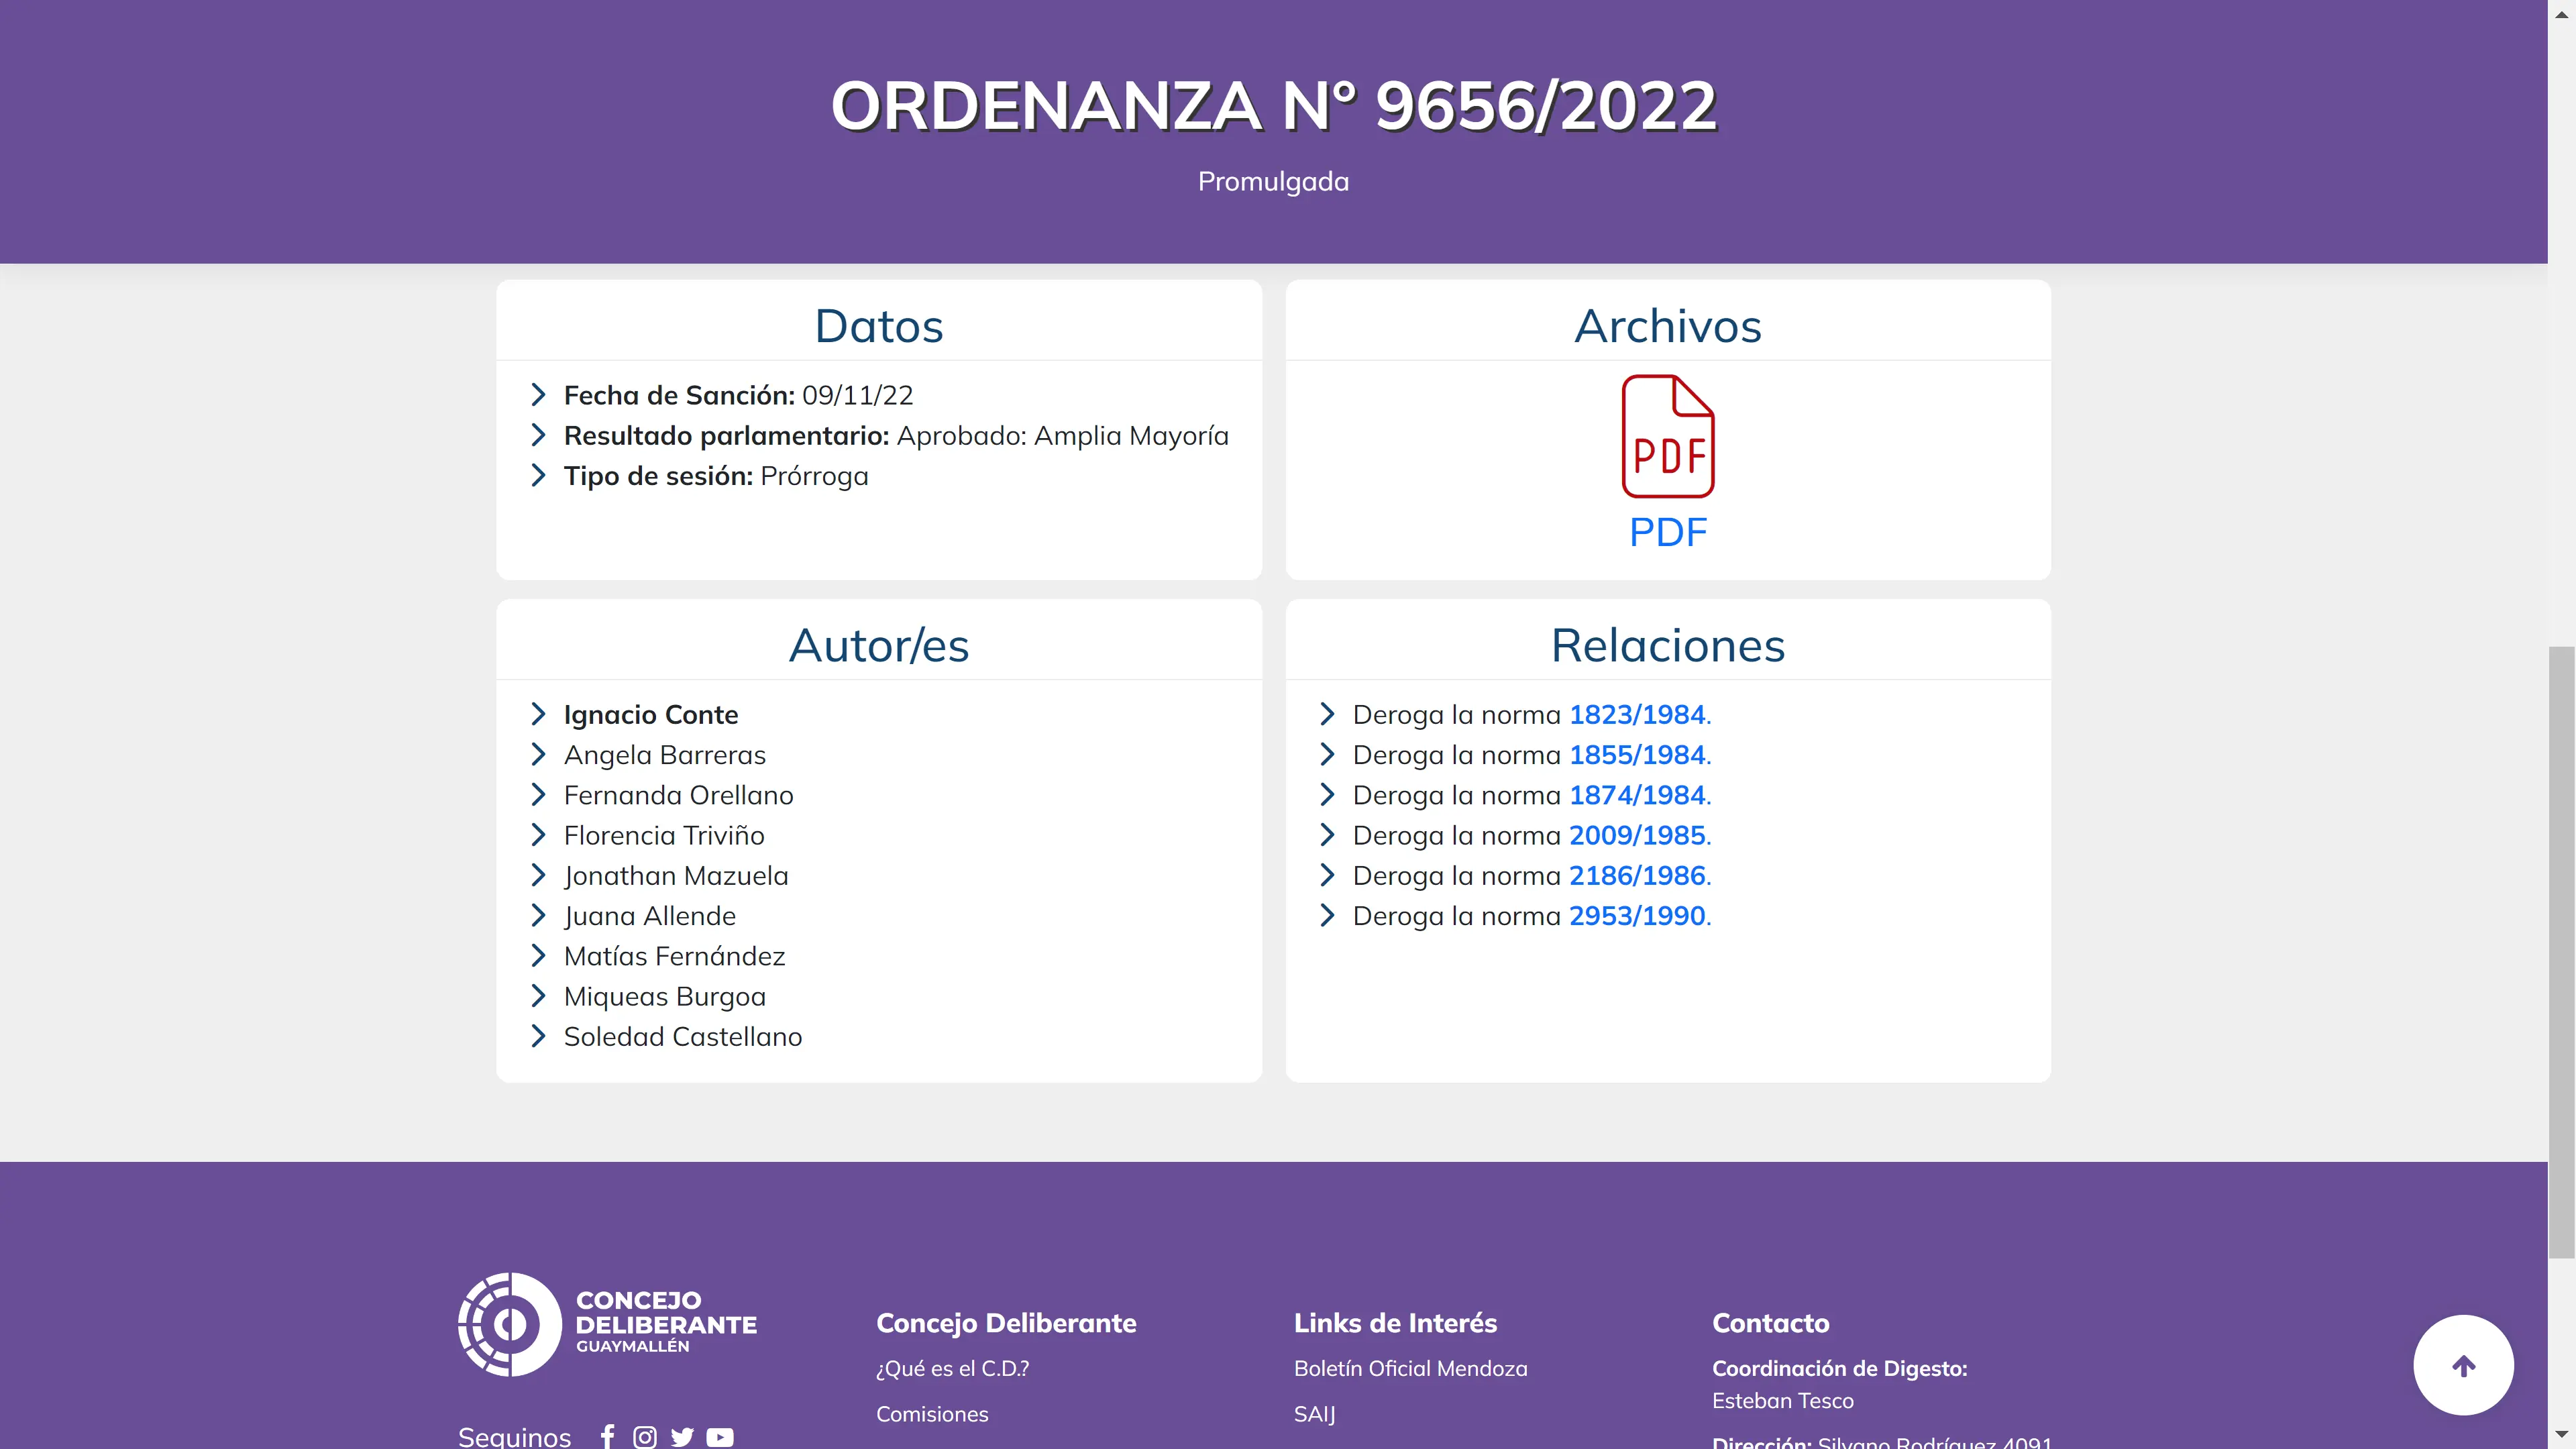 ORDENANZA N° 9656/2022
Promulgada
Datos
Fecha de Sanción: 09/11/22
Resultado parlamentario: Aprobado: Amplia Mayoría
Tipo de sesión: Prórroga
Archivos
PDF
PDF
Autor/es
Ignacio Conte
Angela Barreras
Fernanda Orellano
Florencia Triviño
Jonathan Mazuela
Juana Allende
Matías Fernández
Miqueas Burgoa
Soledad Castellano
Relaciones
Deroga la norma 1823/1984.
Deroga la norma 1855/1984.
Deroga la norma 1874/1984.
Deroga la norma 2009/1985.
Deroga la norma 2186/1986.
Deroga la norma 2953/1990.
CONCEJO
DELIBERANTE
GUAYMALLÉN
Seguinos
Concejo Deliberante
¿Qué es el C.D.?
Comisiones
Links de Interés
Boletín Oficial Mendoza
SAIJ
Contacto
Coordinación de Digesto:
Esteban Tesco
Dirección: Silvano Rodríguez 4091